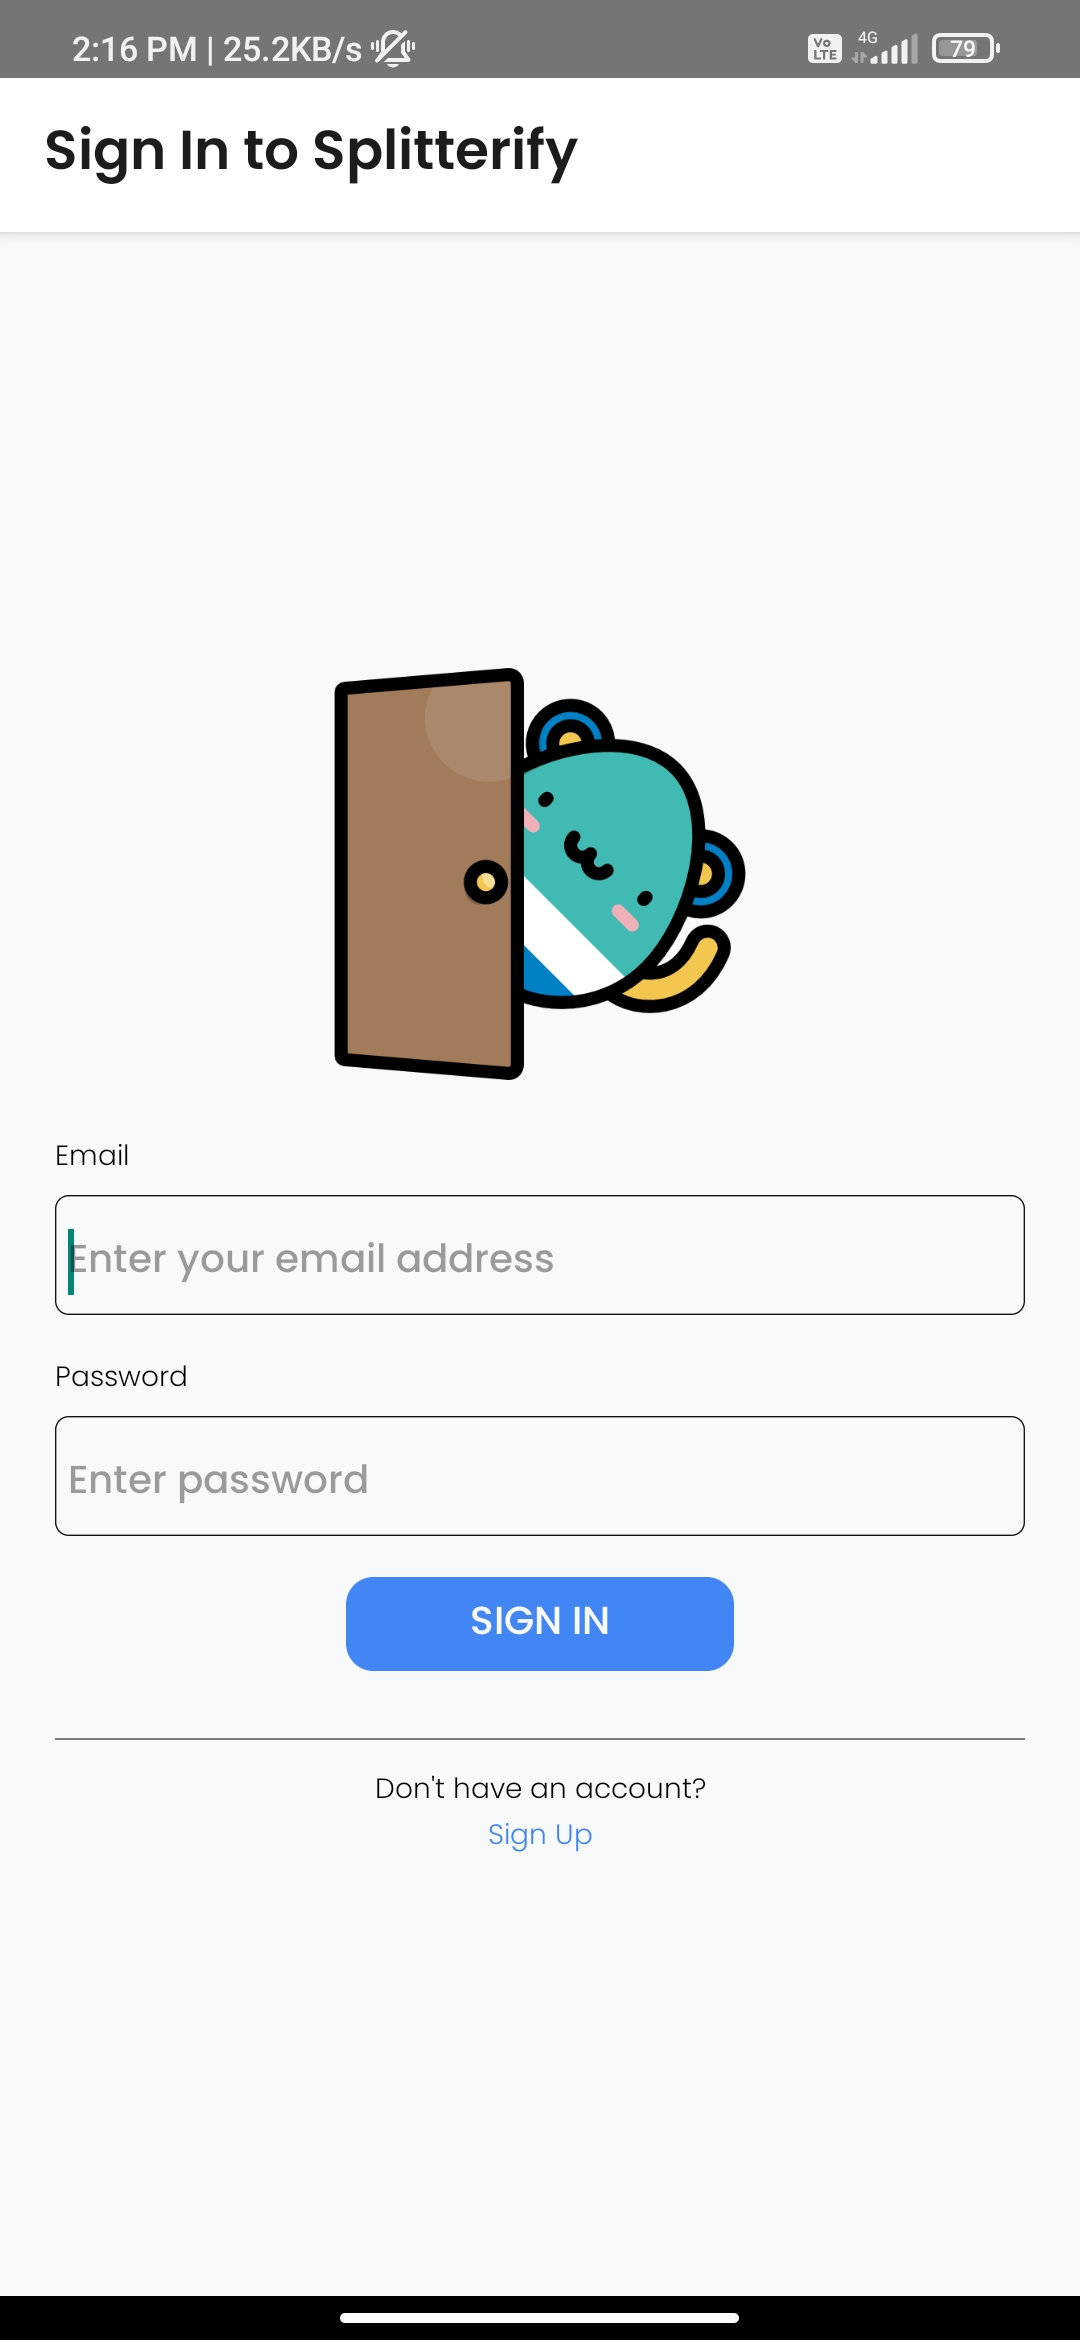 2:16 PM | 25.2KB/s
Vo LTE 4G 79
Sign In to Splitterify
Email
Enter your email address
Password
Enter password
SIGN IN
Don't have an account?
Sign Up